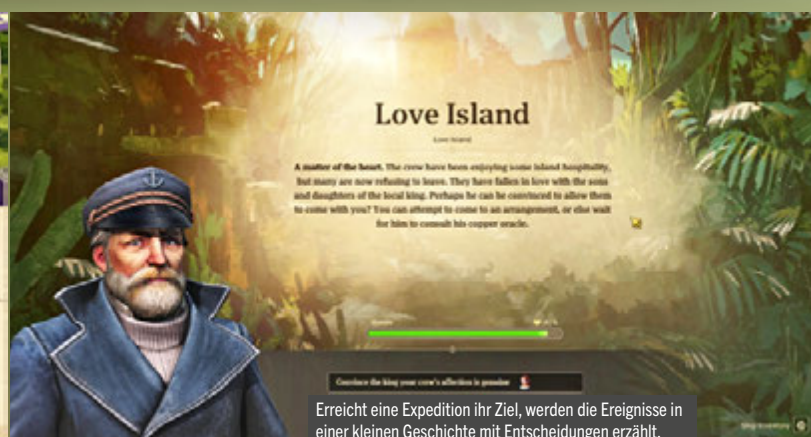 Love Island
Love Island
A matter of the heart. The crew have been enjoying some island hospitality,
but many are now refusing to leave. They have fallen in love with the sons
and daughters of the local king. Perhaps he can be convinced to allow them
to come with you? You can attempt to come to an arrangement, or else wait
for him to consult his copper oracle.
Convince the king your crew's affection is genuine
Erreicht eine Expedition ihr Ziel, werden die Ereignisse in
einer kleinen Geschichte mit Entscheidungen erzählt.